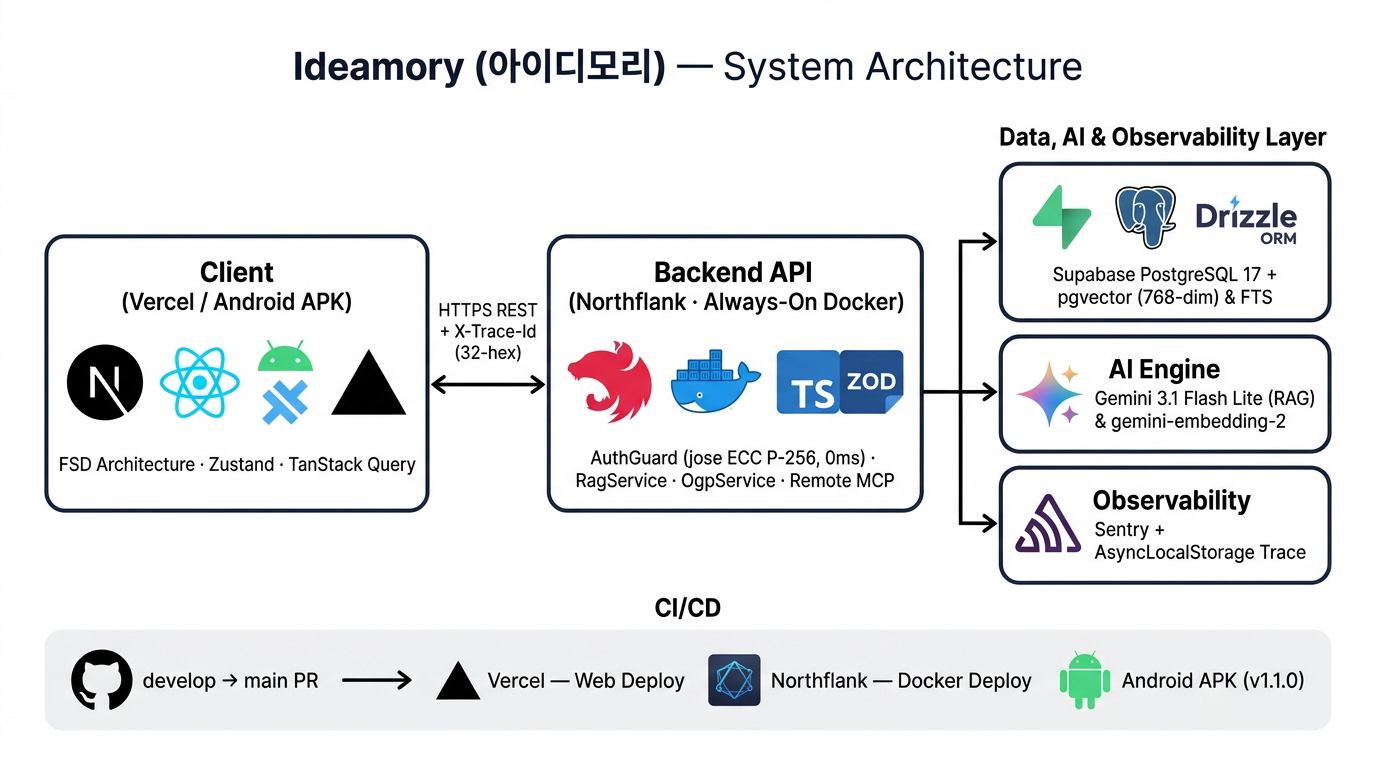 Ideamory (아이디모리) — System Architecture
Data, AI & Observability Layer
Client
(Vercel / Android APK)
N
FSD Architecture · Zustand · TanStack Query
HTTPS REST
+ X-Trace-Id
(32-hex)
Backend API
(Northflank · Always-On Docker)
TS
ZOD
AuthGuard (jose ECC P-256, 0ms) ·
RagService · OgpService · Remote MCP
Drizzle
ORM
Supabase PostgreSQL 17 +
pgvector (768-dim) & FTS
AI Engine
Gemini 3.1 Flash Lite (RAG)
& gemini-embedding-2
Observability
Sentry +
AsyncLocalStorage Trace
CI/CD
develop → main PR
Vercel — Web Deploy
Northflank — Docker Deploy
Android APK (v1.1.0)